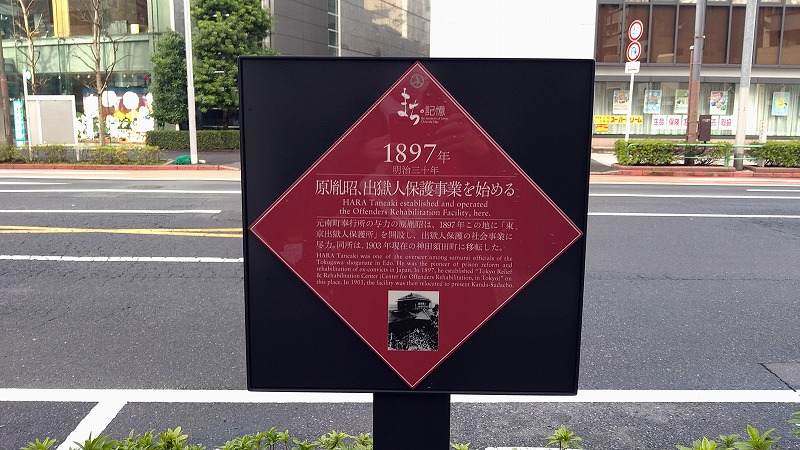 まちの記憶
1897年
明治三十年
原胤昭、出獄人保護事業を始める
HARA Taneaki established and operated
the Offenders Rehabilitation Facility, here.
元南町奉行所の与力の原胤昭は、1897年この地に「東
京出獄人保護所」を開設し、出獄人保護の社会事業に
尽力。同所は、1903年現在の神田須田町に移転した。
HARA Taneaki was one of the overseer among samurai officials of the
Tokugawa shogunate in Edo. He was the pioneer of prison reform and
rehabilitation of ex-convicts in Japan. In 1897, he established "Tokyo Relief
& Rehabilitation Center (Center for Offenders Rehabilitation, in Tokyo)" on
this place. In 1903, the facility was then relocated to present Kanda-Sudacho.